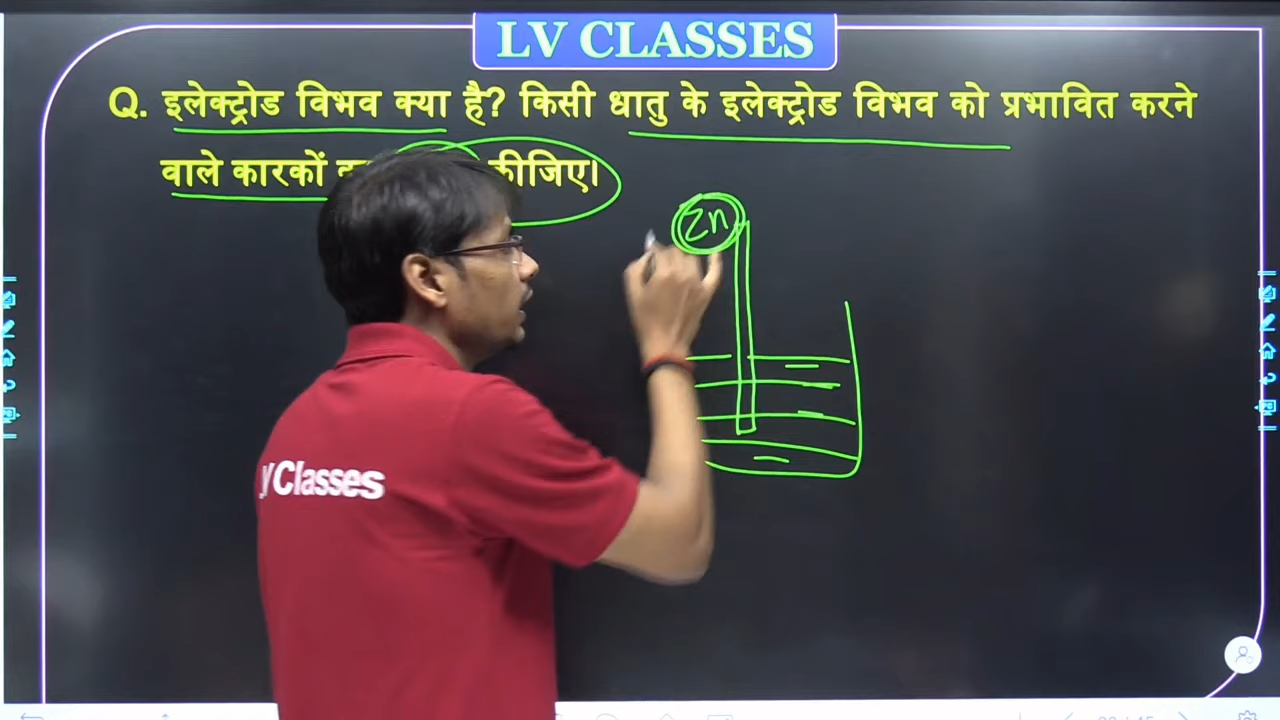 LV CLASSES
Q. इलेक्ट्रोड विभव क्या है? किसी धातु के इलेक्ट्रोड विभव को प्रभावित करने
वाले कारकों कीजिए।
Zn
Classes